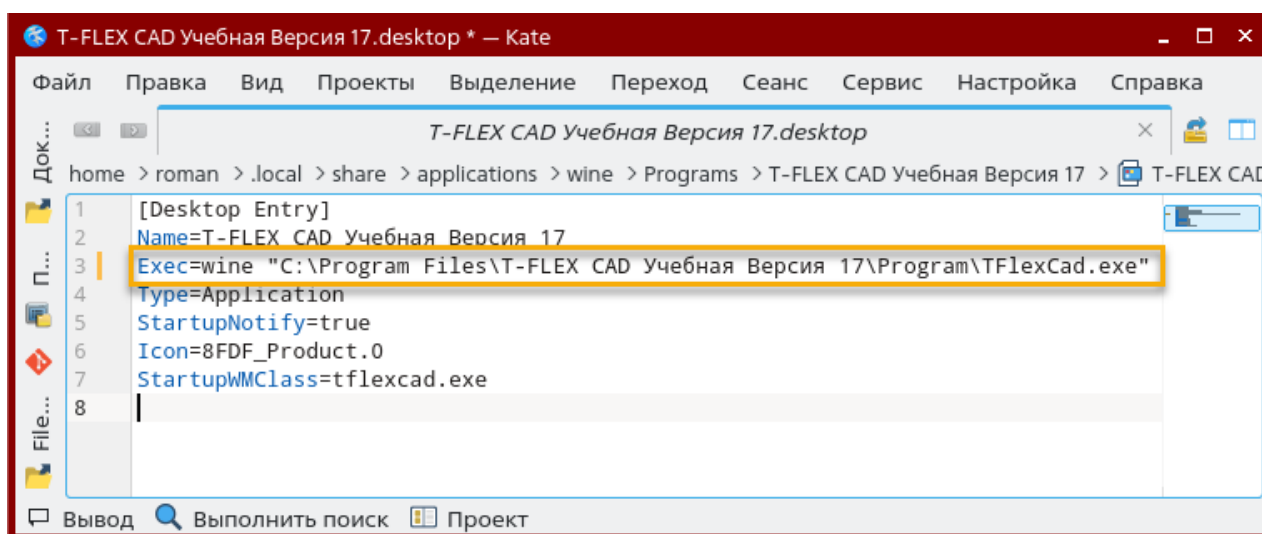 T-FLEX CAD Учебная Версия 17.desktop * — Kate
Файл Правка Вид Проекты Выделение Переход Сеанс Сервис Настройка Справка
Док...
T-FLEX CAD Учебная Версия 17.desktop
home > roman > .local > share > applications > wine > Programs > T-FLEX CAD Учебная Версия 17 > T-FLEX CAD
1 [Desktop Entry]
2 Name=T-FLEX CAD Учебная Версия 17
3 Exec=wine "C:\Program Files\T-FLEX CAD Учебная Версия 17\Program\TFlexCad.exe"
4 Type=Application
5 StartupNotify=true
6 Icon=8FDF_Product.0
7 StartupWMClass=tflexcad.exe
8
П...
File...
Вывод Выполнить поиск Проект